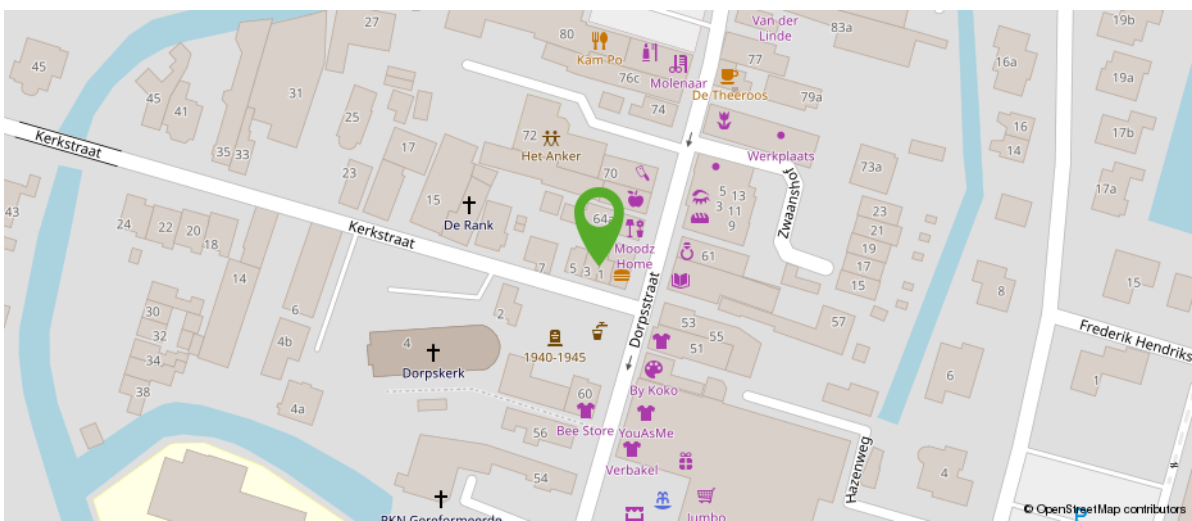 27
80
Kam Po
76c
Molenaar
74
Van der
Linde
83a
77
De Theeroos
79a
16a
19b
19a
45
45
41
31
25
35
33
17
72
Het Anker
70
Werkplaats
73a
16
14
17b
17a
Kerkstraat
23
15
De Rank
64a
5
3
13
11
9
Zwaanshof
23
21
19
17
15
43
24
22
20
18
Kerkstraat
Moodz
Home
61
14
7
5
3
1
Dorpsstraat
8
15
6
2
30
32
34
38
4b
4
Dorpskerk
1940-1945
53
55
51
57
Frederik Hendriks
6
1
4a
By Koko
60
Bee Store
YouAsMe
56
Verbakel
54
Hazenweg
4
PKN Gereformeerde
Jumbo
P
© OpenStreetMap contributors